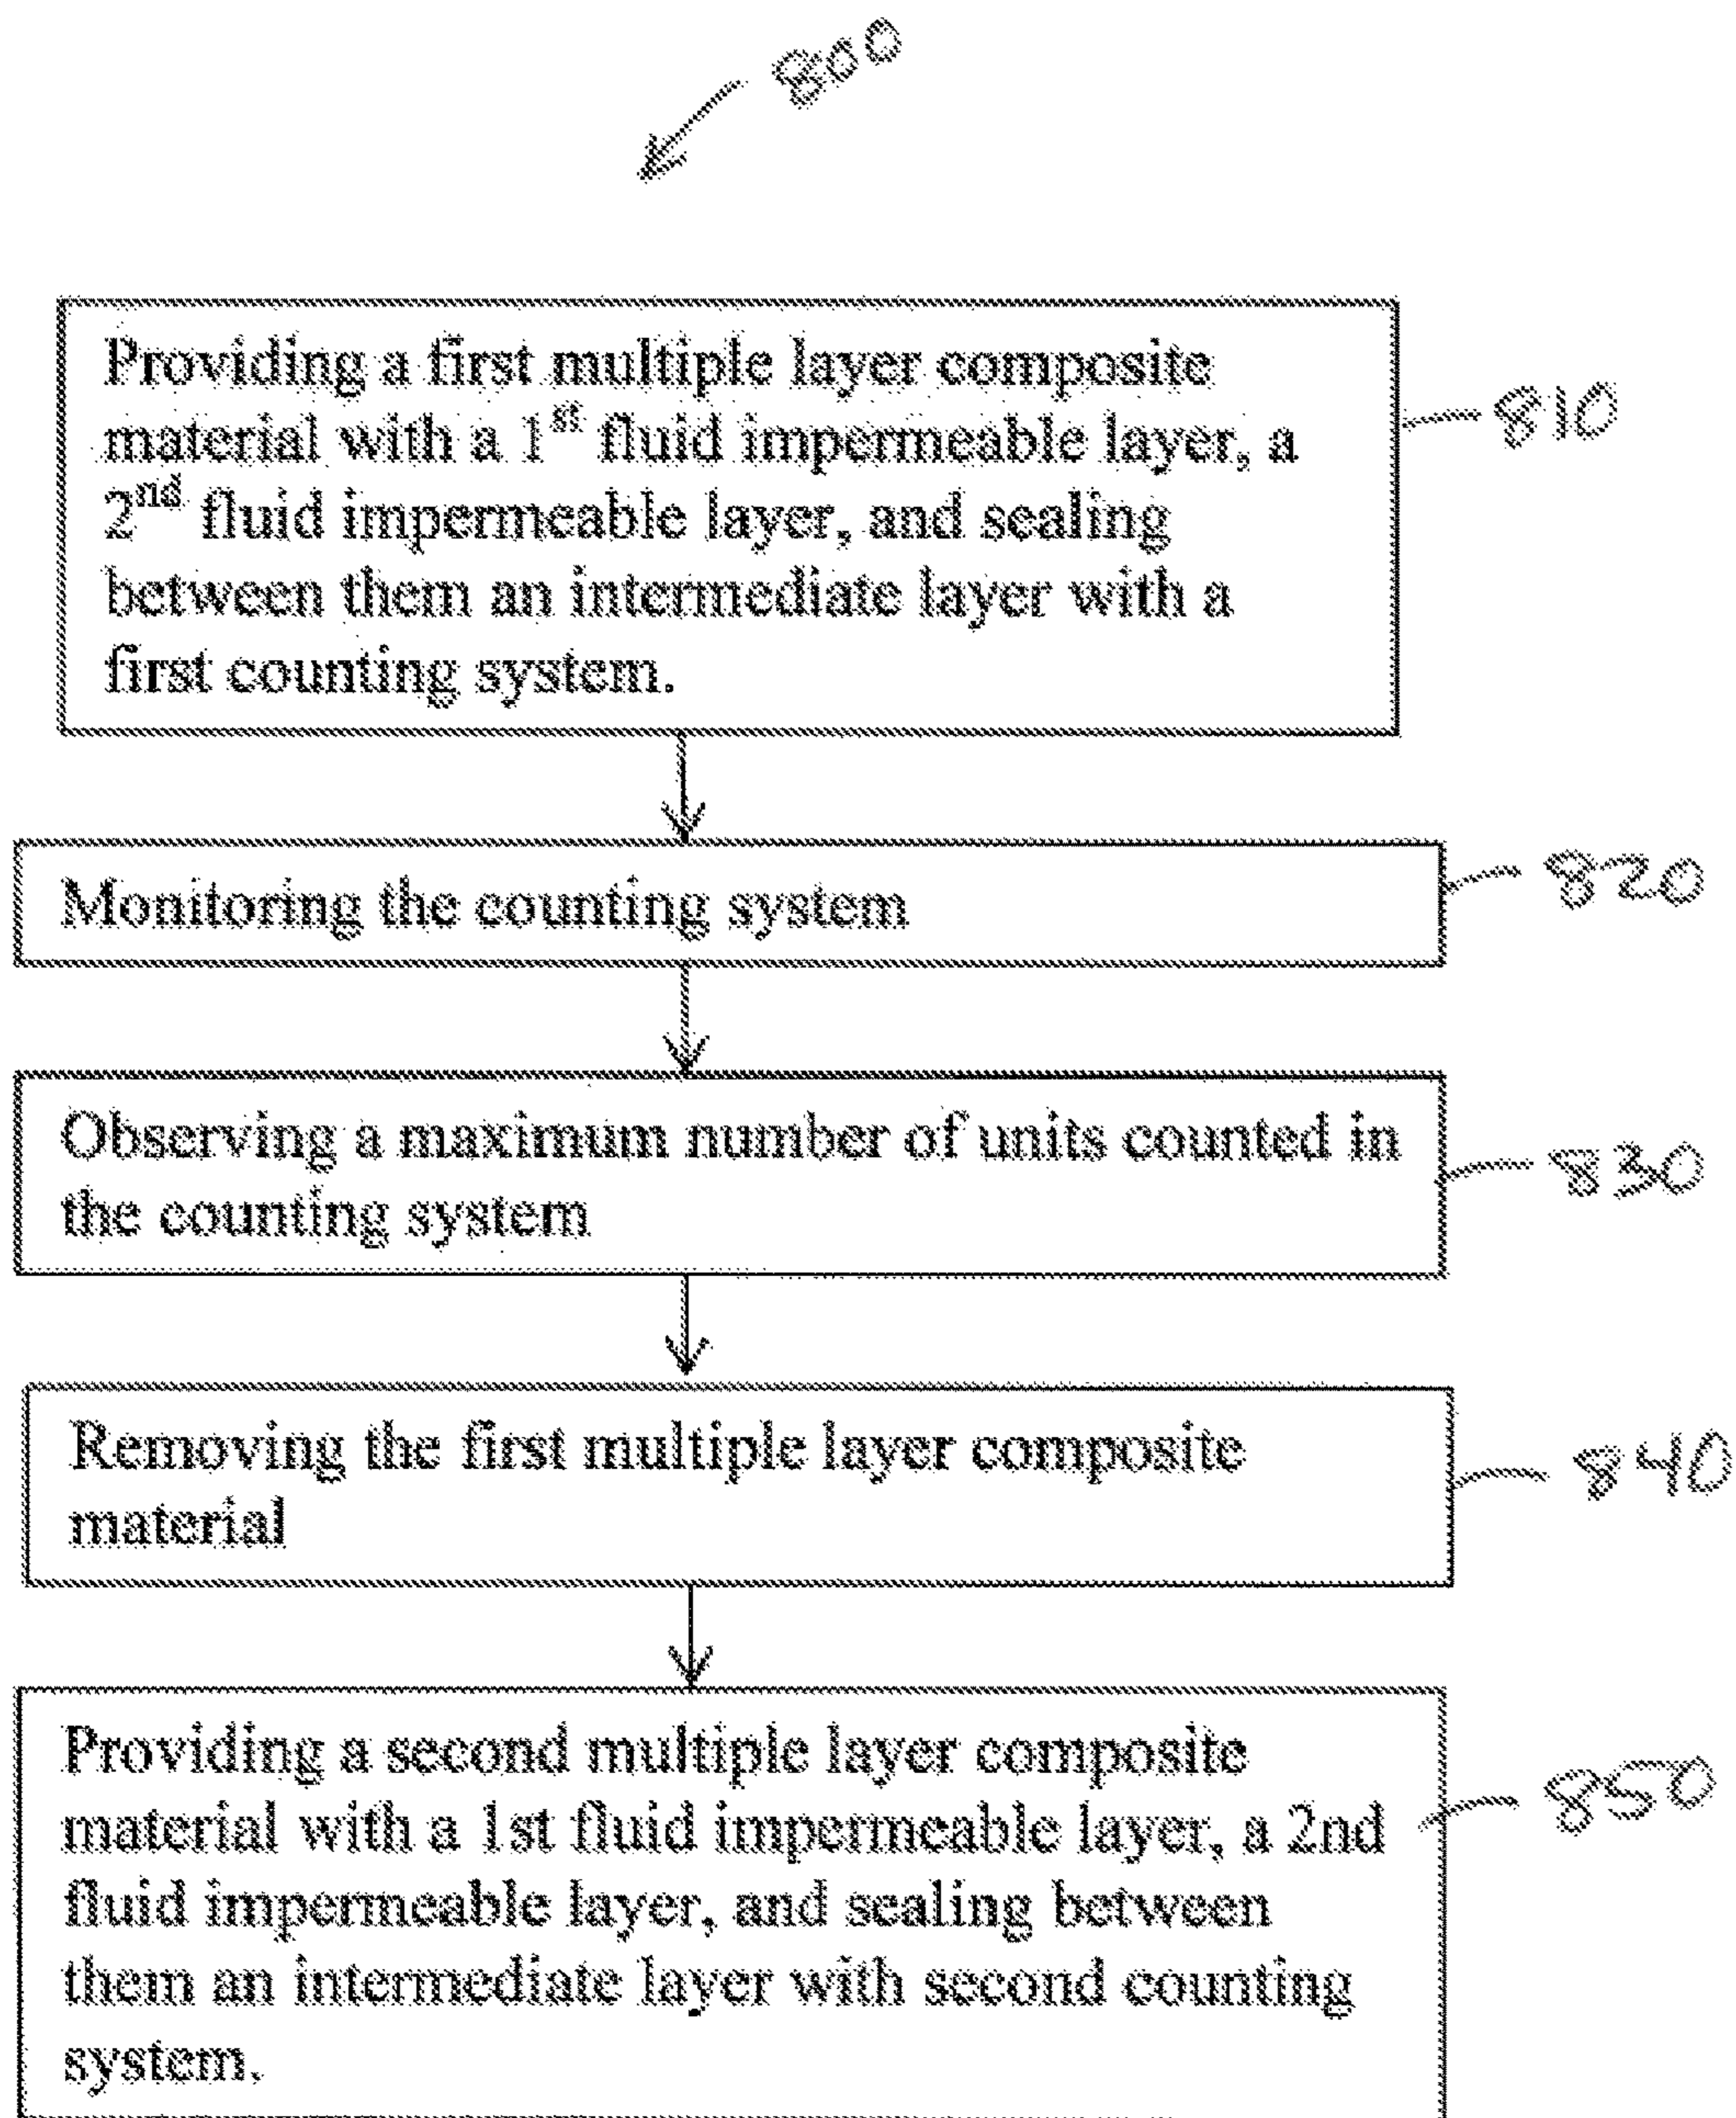 800
Providing a first multiple layer composite
material with a 1st fluid impermeable layer, a
2nd fluid impermeable layer, and sealing
between them an intermediate layer with a
first counting system.
810
Monitoring the counting system
820
Observing a maximum number of units counted in
the counting system
830
Removing the first multiple layer composite
material
840
Providing a second multiple layer composite
material with a 1st fluid impermeable layer, a 2nd
fluid impermeable layer, and sealing between
them an intermediate layer with second counting
system.
850